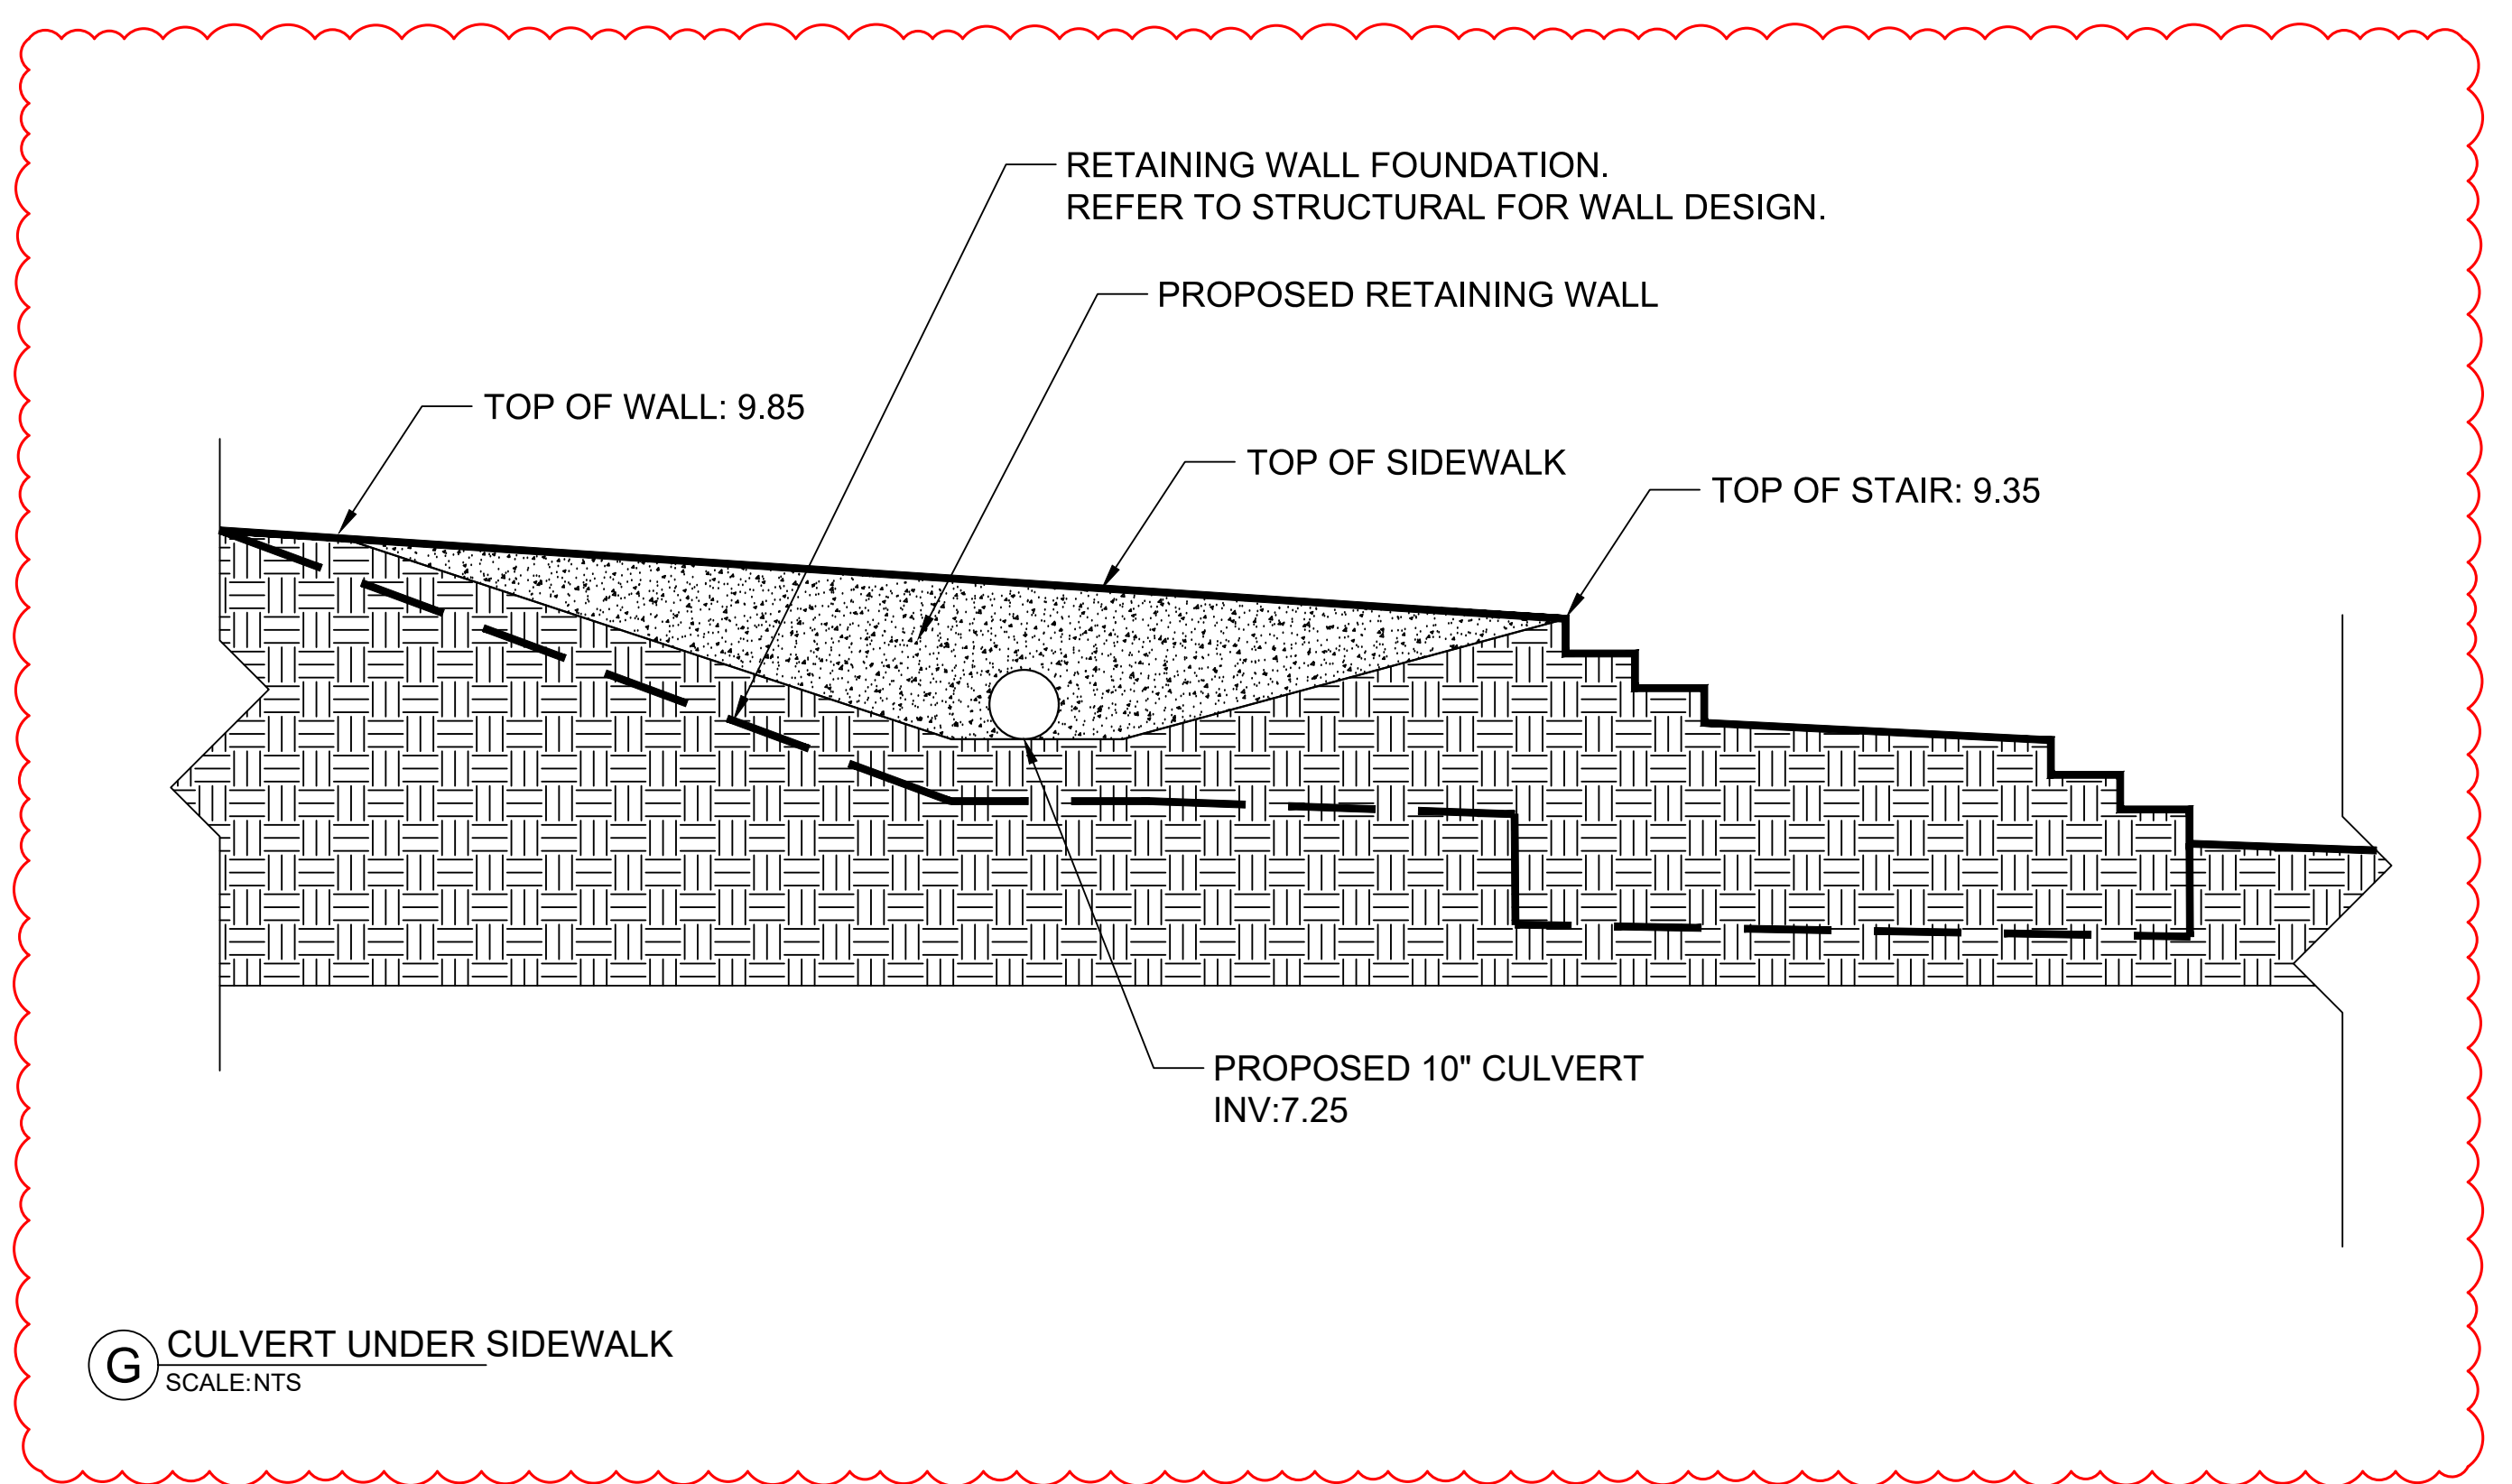 RETAINING WALL FOUNDATION.
REFER TO STRUCTURAL FOR WALL DESIGN.
PROPOSED RETAINING WALL
TOP OF WALL: 9.85
TOP OF SIDEWALK
TOP OF STAIR: 9.35
PROPOSED 10" CULVERT
INV:7.25
G
CULVERT UNDER SIDEWALK
SCALE:NTS